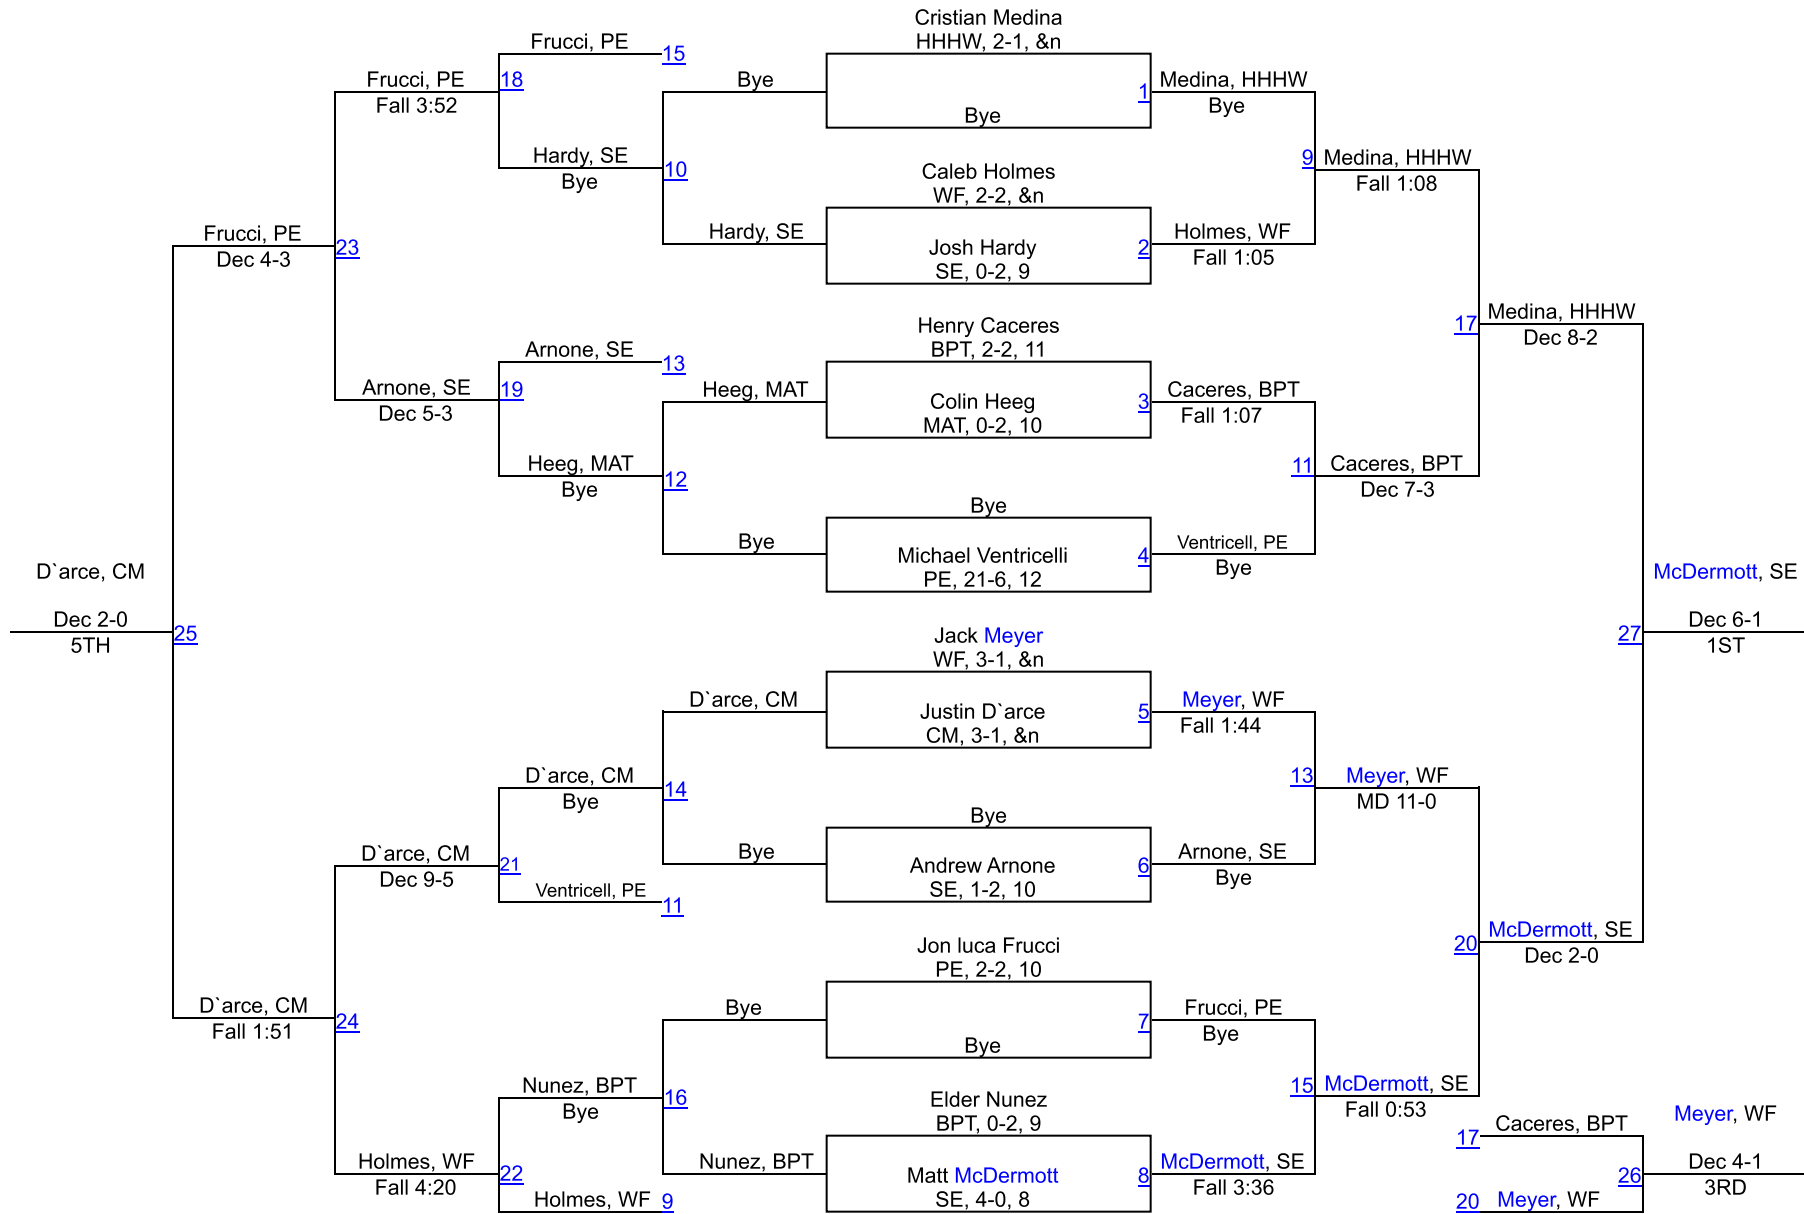 Cristian Medina
HHHW, 2-1, &n
Frucci, PE
15
Frucci, PE
18
Bye
1
Medina, HHHW
Fall 3:52
Bye
Bye
Hardy, SE
10
Caleb Holmes
9
Medina, HHHW
Bye
WF, 2-2, &n
Fall 1:08
Frucci, PE
23
Hardy, SE
Josh Hardy
2
Holmes, WF
Dec 4-3
SE, 0-2, 9
Fall 1:05
Henry Caceres
17
Medina, HHHW
Arnone, SE
13
BPT, 2-2, 11
Dec 8-2
Arnone, SE
19
Heeg, MAT
Colin Heeg
3
Caceres, BPT
Dec 5-3
MAT, 0-2, 10
Fall 1:07
Heeg, MAT
12
11
Caceres, BPT
Bye
Dec 7-3
Bye
Bye
Michael Ventricelli
4
Ventricell, PE
PE, 21-6, 12
Bye
D`arce, CM
McDermott, SE
Dec 2-0
25
27
Dec 6-1
5TH
1ST
Jack Meyer
WF, 3-1, &n
D`arce, CM
Justin D`arce
5
Meyer, WF
CM, 3-1, &n
Fall 1:44
D`arce, CM
14
13
Meyer, WF
Bye
MD 11-0
Bye
D`arce, CM
21
Bye
Andrew Arnone
6
Arnone, SE
Dec 9-5
SE, 1-2, 10
Bye
Ventricell, PE
11
Jon luca Frucci
20
McDermott, SE
PE, 2-2, 10
Dec 2-0
D`arce, CM
24
Bye
7
Frucci, PE
Fall 1:51
Bye
Bye
Nunez, BPT
16
Elder Nunez
15
McDermott, SE
Bye
BPT, 0-2, 9
Fall 0:53
Caceres, BPT
17
Meyer, WF
Holmes, WF
22
Nunez, BPT
Matt McDermott
8
McDermott, SE
26
Dec 4-1
Fall 4:20
SE, 4-0, 8
Fall 3:36
3RD
Holmes, WF
9
20
Meyer, WF